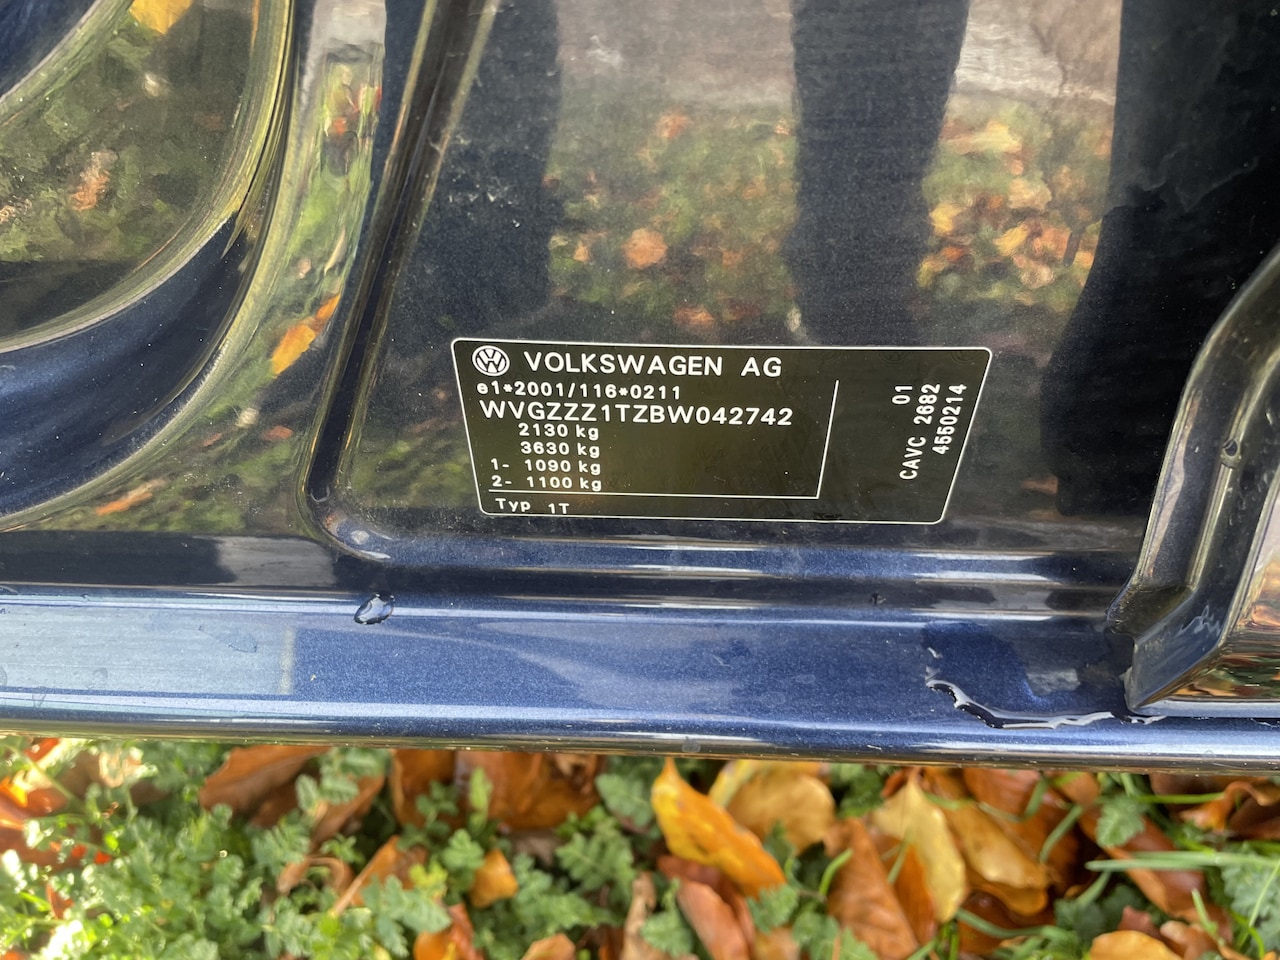 VOLKSWAGEN AG
e1*2001/116*0211
WVGZZZ1TZBW042742
2130 kg
3630 kg
1- 1090 kg
2- 1100 kg
Typ 1T
01
CAVC 2682
4550214